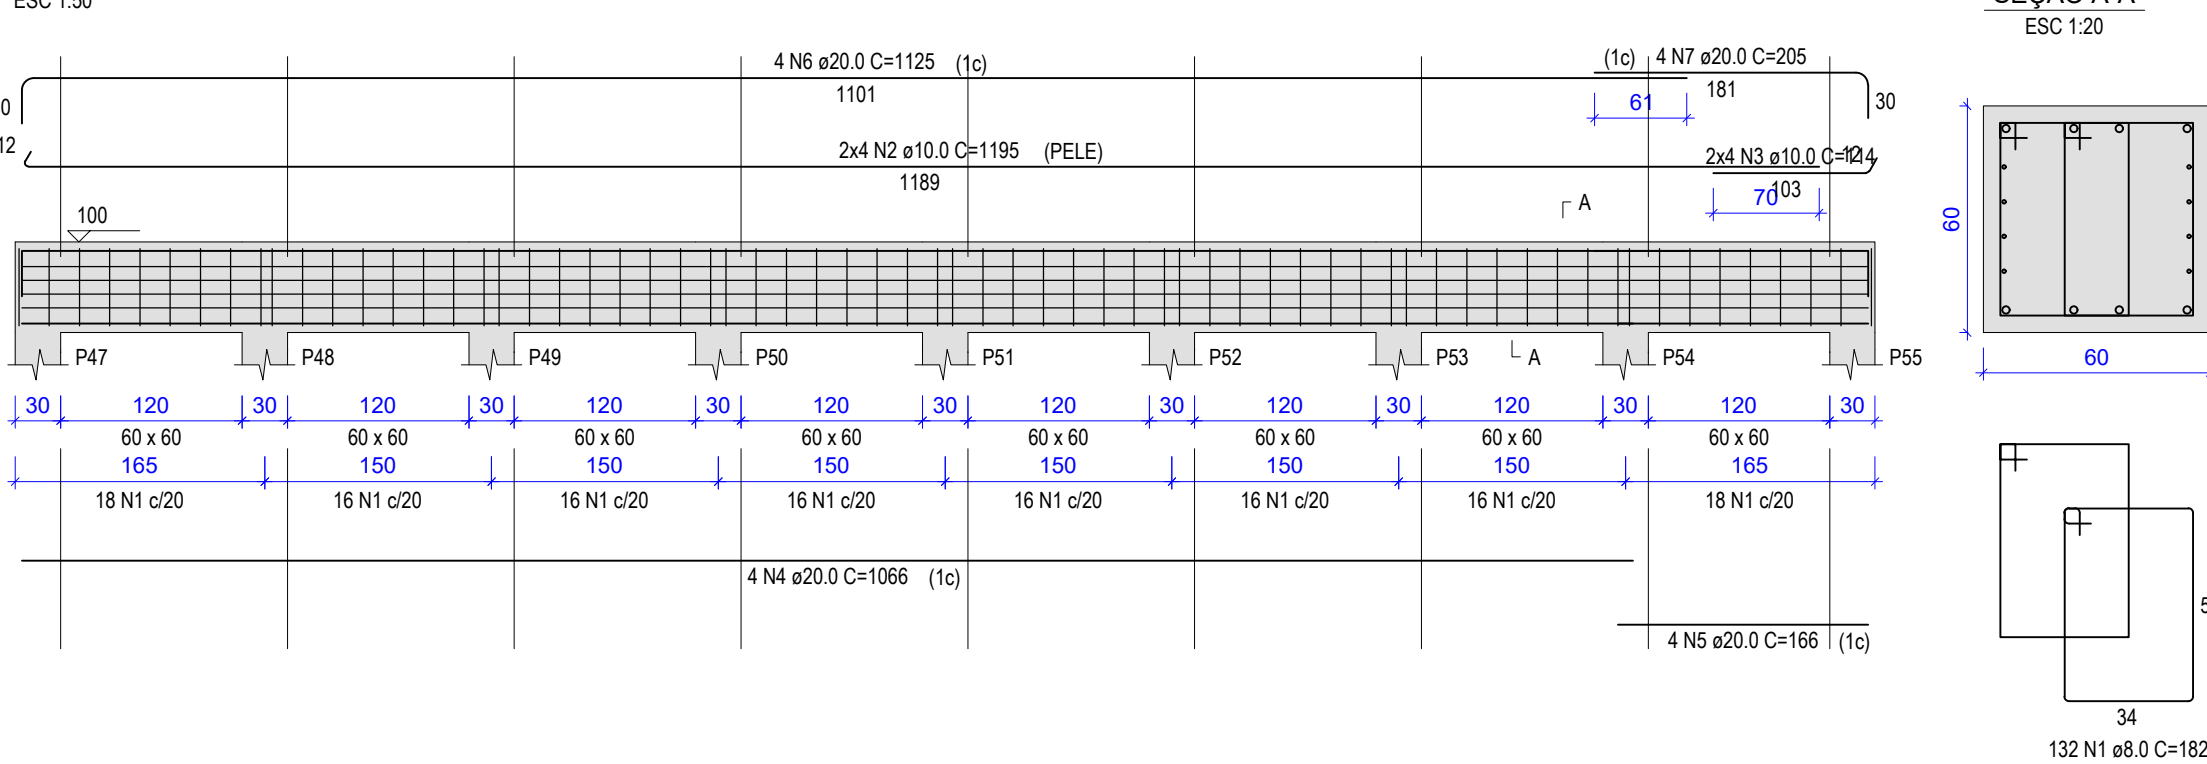 ESC 1:50
SEÇÃO A-A
ESC 1:20
4 N6 ø20.0 C=1125 (1c)
1101
(1c) 4 N7 ø20.0 C=205
181
61
30
0
12
2x4 N2 ø10.0 C=1195 (PELE)
1189
2x4 N3 ø10.0 C=114
12
103
70
A
100
60
60
P47 P48 P49 P50 P51 P52 P53 A P54 P55
30 120 30 120 30 120 30 120 30 120 30 120 30 120 30 120 30
60 x 60 60 x 60 60 x 60 60 x 60 60 x 60 60 x 60 60 x 60 60 x 60
165 150 150 150 150 150 150 165
18 N1 c/20 16 N1 c/20 16 N1 c/20 16 N1 c/20 16 N1 c/20 16 N1 c/20 16 N1 c/20 18 N1 c/20
4 N4 ø20.0 C=1066 (1c)
4 N5 ø20.0 C=166 (1c)
5
34
132 N1 ø8.0 C=182